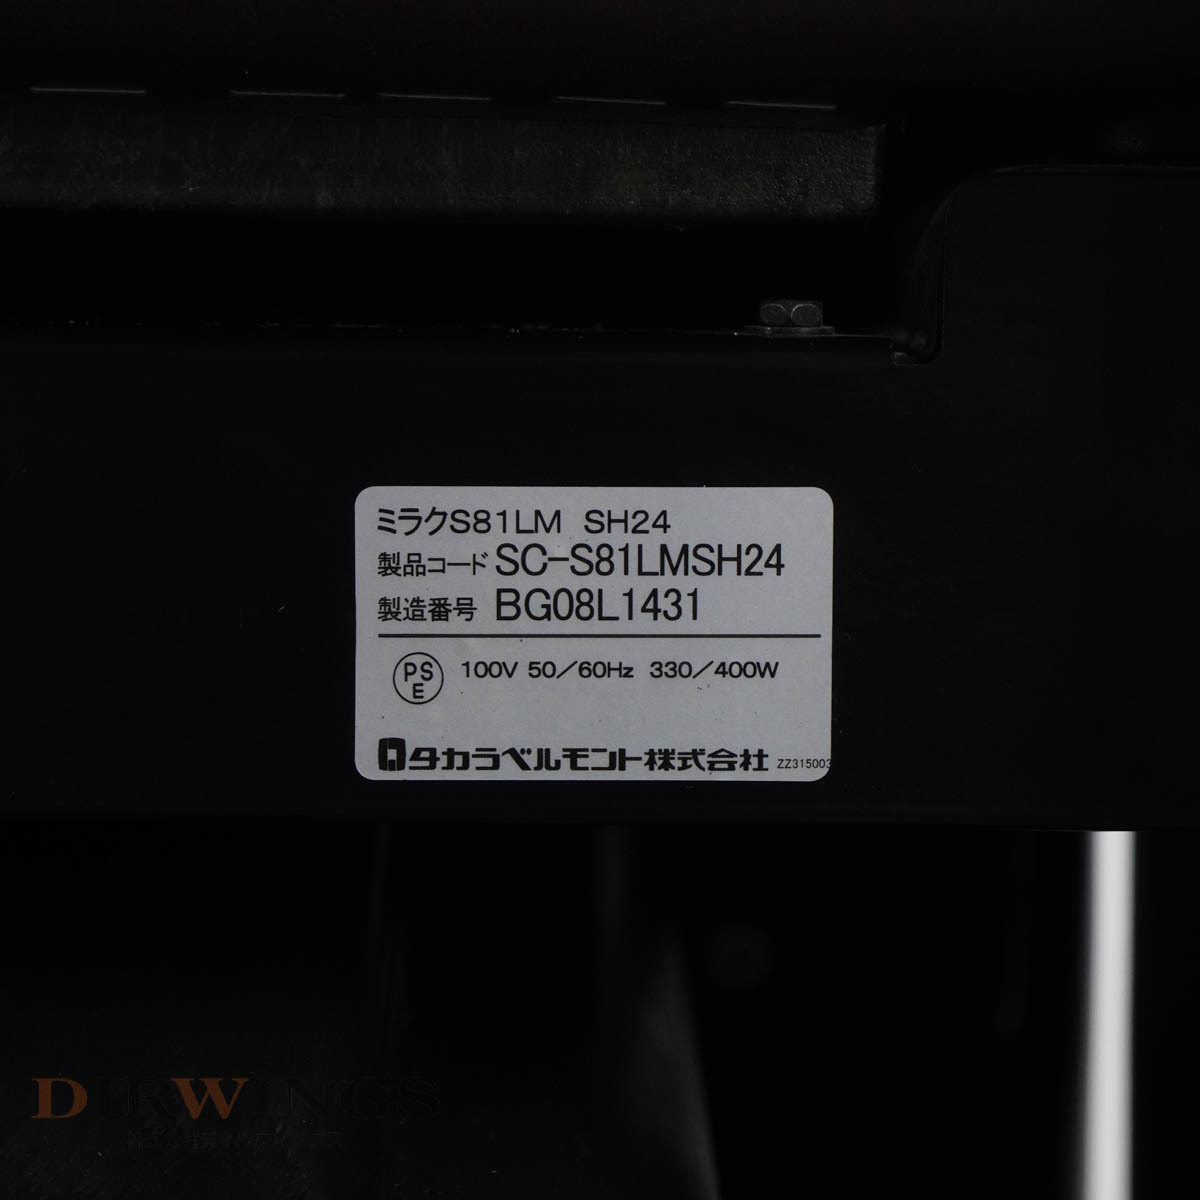 ミラクS81LM SH24
製品コード SC-S81LMSH24
製造番号 BG08L1431
PSE 100V 50/60Hz 330/400W
タカラベルモント株式会社 ZZ315003
DIRWINGS